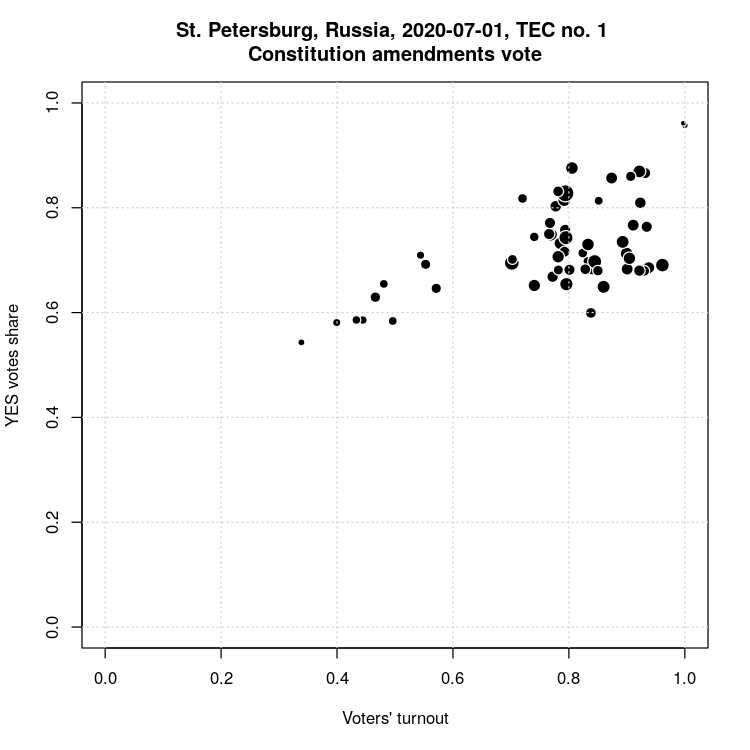 St. Petersburg, Russia, 2020-07-01, TEC no. 1
Constitution amendments vote
YES votes share
1.0
0.8
0.6
0.4
0.2
0.0
0.0 0.2 0.4 0.6 0.8 1.0
Voters' turnout